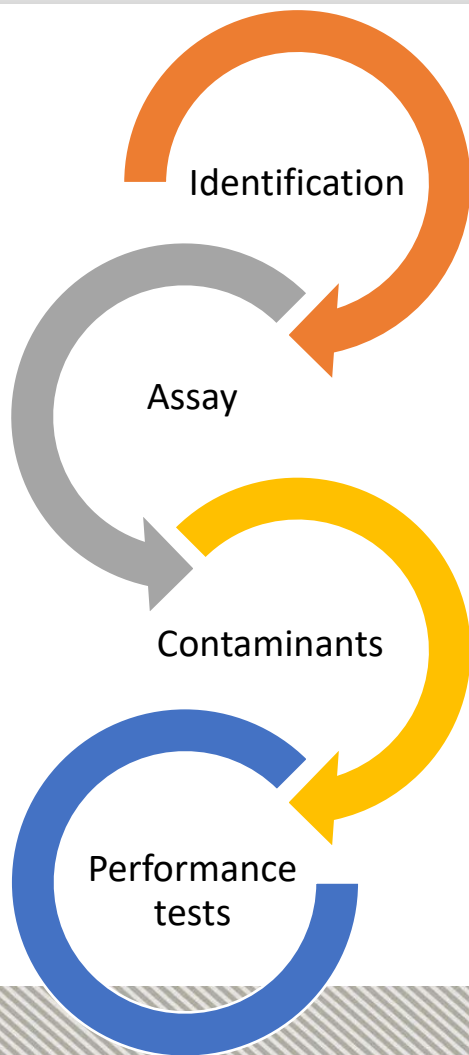 Identification
Assay
Contaminants
Performance
tests